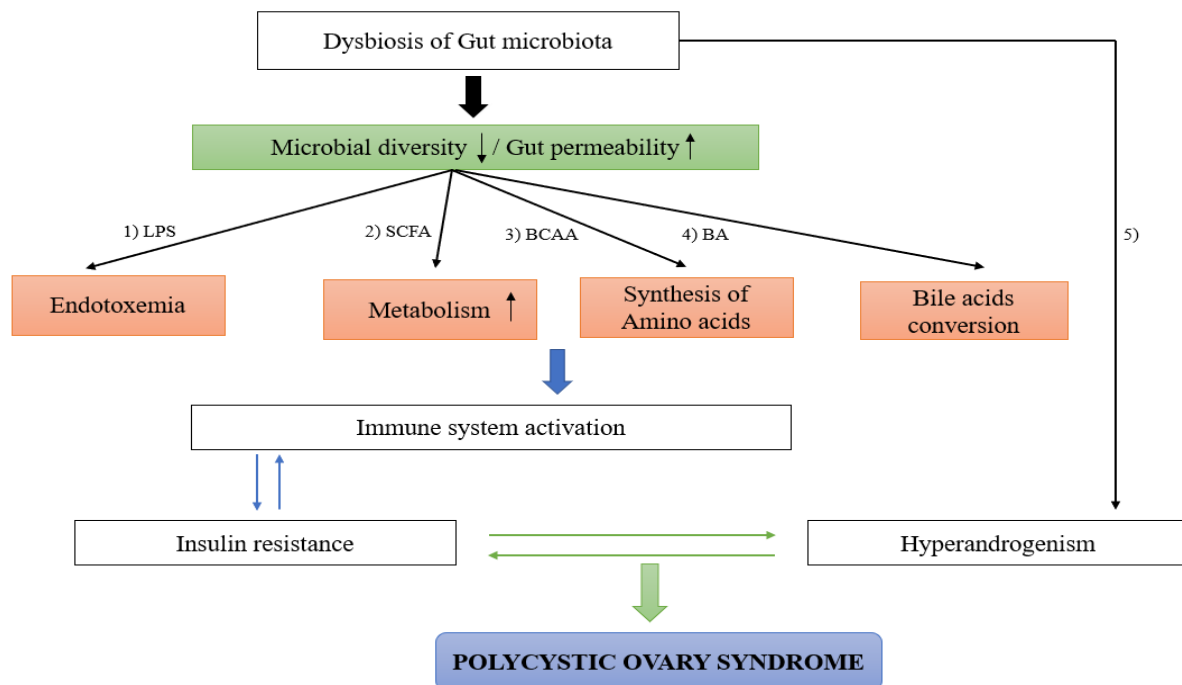 Dysbiosis of Gut microbiota
Microbial diversity ↓ / Gut permeability ↑
1) LPS
2) SCFA
3) BCAA
4) BA
5)
Endotoxemia
Metabolism ↑
Synthesis of
Amino acids
Bile acids
conversion
Immune system activation
Insulin resistance
Hyperandrogenism
POLYCYSTIC OVARY SYNDROME